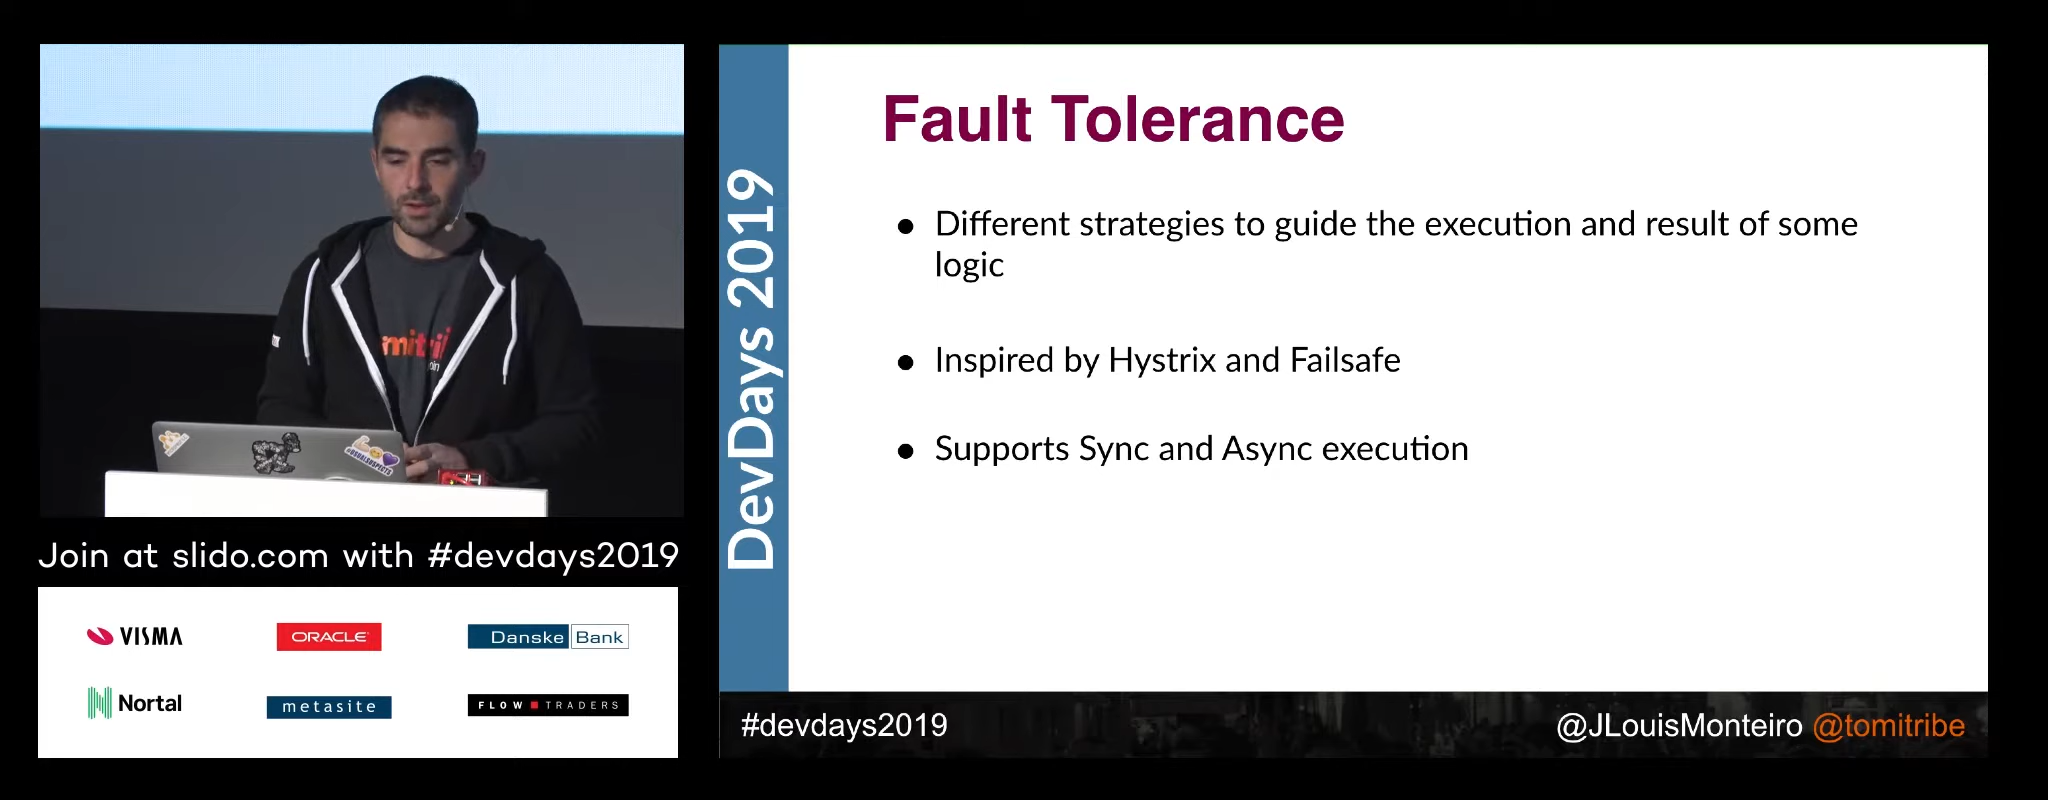 mitri
Join at slido.com with #devdays2019
VISMA
ORACLE
Danske Bank
Nortal
metasite
FLOW TRADERS
DevDays 2019
Fault Tolerance
● Different strategies to guide the execution and result of some
logic
● Inspired by Hystrix and Failsafe
● Supports Sync and Async execution
#devdays2019
@JLouisMonteiro @tomitribe